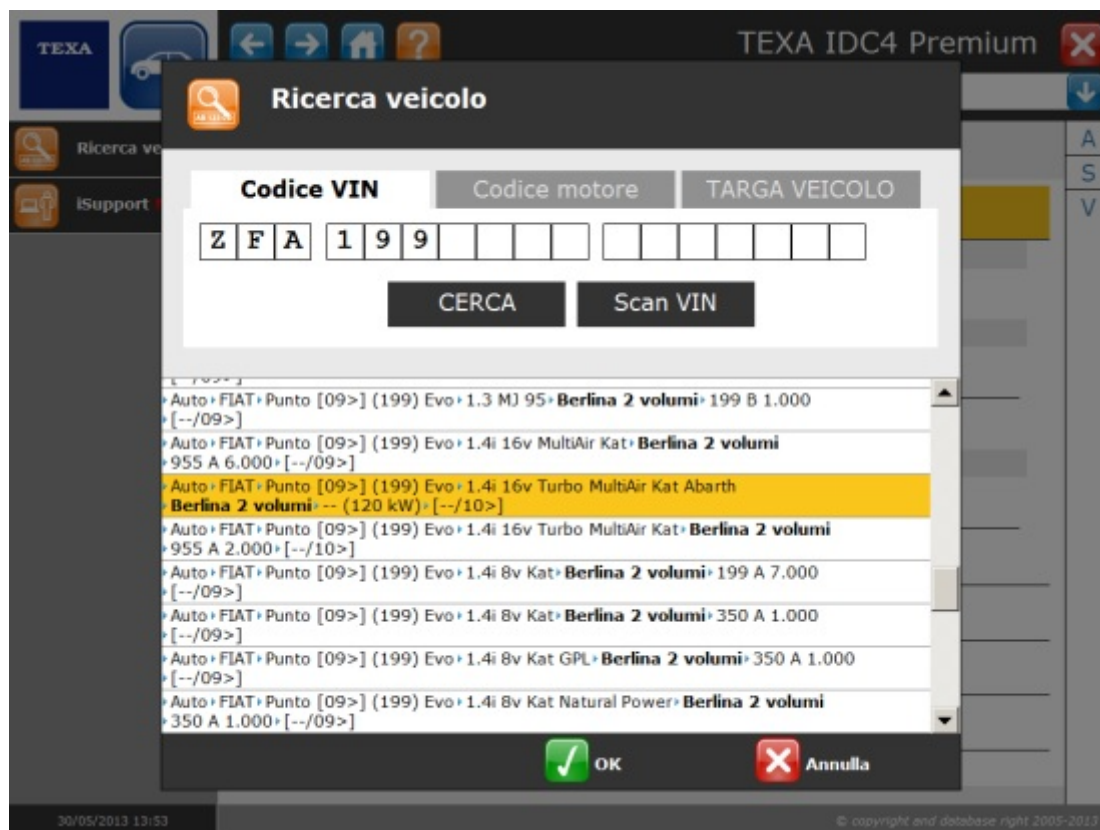 TEXA
?
TEXA IDC4 Premium
Ricerca veicolo
Ricerca ve
iSupport
A
S
V
Codice VIN
Codice motore
TARGA VEICOLO
Z F A 1 9 9
CERCA
Scan VIN
Auto FIAT Punto [09>] (199) Evo 1.3 MJ 95 Berlina 2 volumi 199 B 1.000
[--/09>]
Auto FIAT Punto [09>] (199) Evo 1.4i 16v MultiAir Kat Berlina 2 volumi
955 A 6.000 [--/09>]
Auto FIAT Punto [09>] (199) Evo 1.4i 16v Turbo MultiAir Kat Abarth
Berlina 2 volumi -- (120 kW) [--/10>]
Auto FIAT Punto [09>] (199) Evo 1.4i 16v Turbo MultiAir Kat Berlina 2 volumi
955 A 2.000 [--/10>]
Auto FIAT Punto [09>] (199) Evo 1.4i 8v Kat Berlina 2 volumi 199 A 7.000
[--/09>]
Auto FIAT Punto [09>] (199) Evo 1.4i 8v Kat Berlina 2 volumi 350 A 1.000
[--/09>]
Auto FIAT Punto [09>] (199) Evo 1.4i 8v Kat GPL Berlina 2 volumi 350 A 1.000
[--/09>]
Auto FIAT Punto [09>] (199) Evo 1.4i 8v Kat Natural Power Berlina 2 volumi
350 A 1.000 [--/09>]
OK
Annulla
30/05/2013 13:53
© copyright and database right 2005-2013